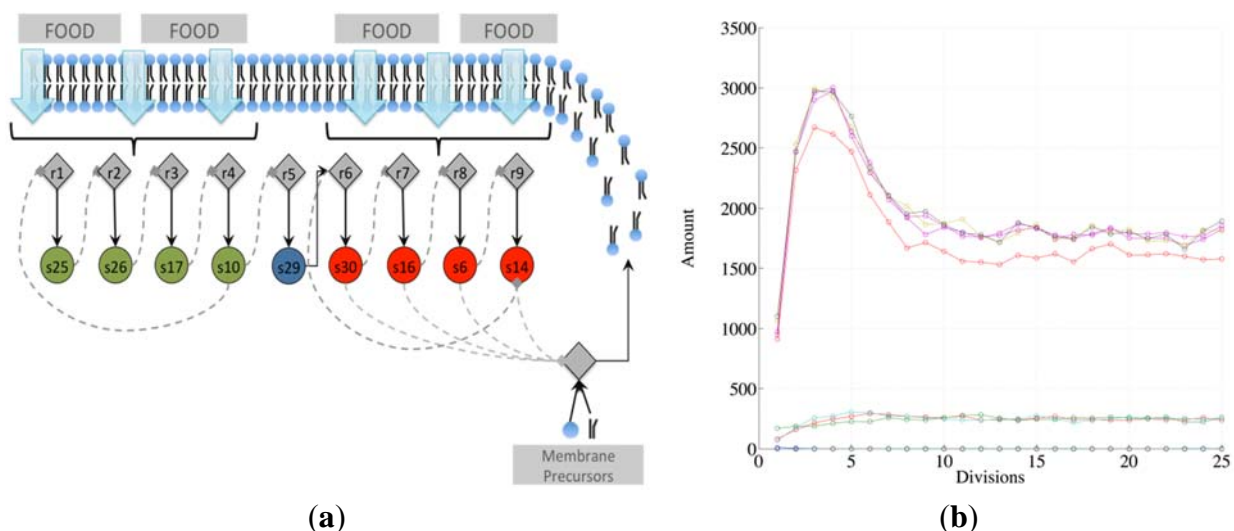 FOOD FOOD FOOD FOOD
r1 r2 r3 r4 r5 r6 r7 r8 r9
s25 s26 s17 s10 s29 s30 s16 s6 s14
Membrane
Precursors
(a)
3500
3000
2500
2000
1500
1000
500
0
Amount
0 5 10 15 20 25
Divisions
(b)